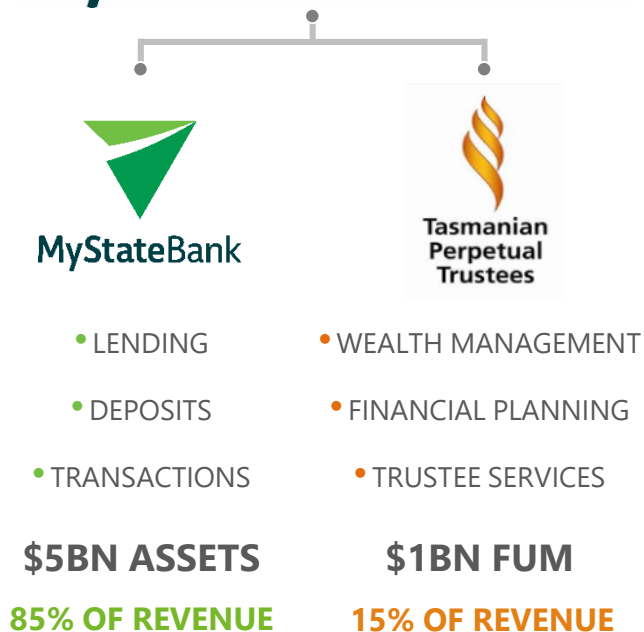 MyStateBank
Tasmanian
Perpetual
Trustees
• LENDING
• DEPOSITS
• TRANSACTIONS
$5BN ASSETS
85% OF REVENUE
• WEALTH MANAGEMENT
• FINANCIAL PLANNING
• TRUSTEE SERVICES
$1BN FUM
15% OF REVENUE